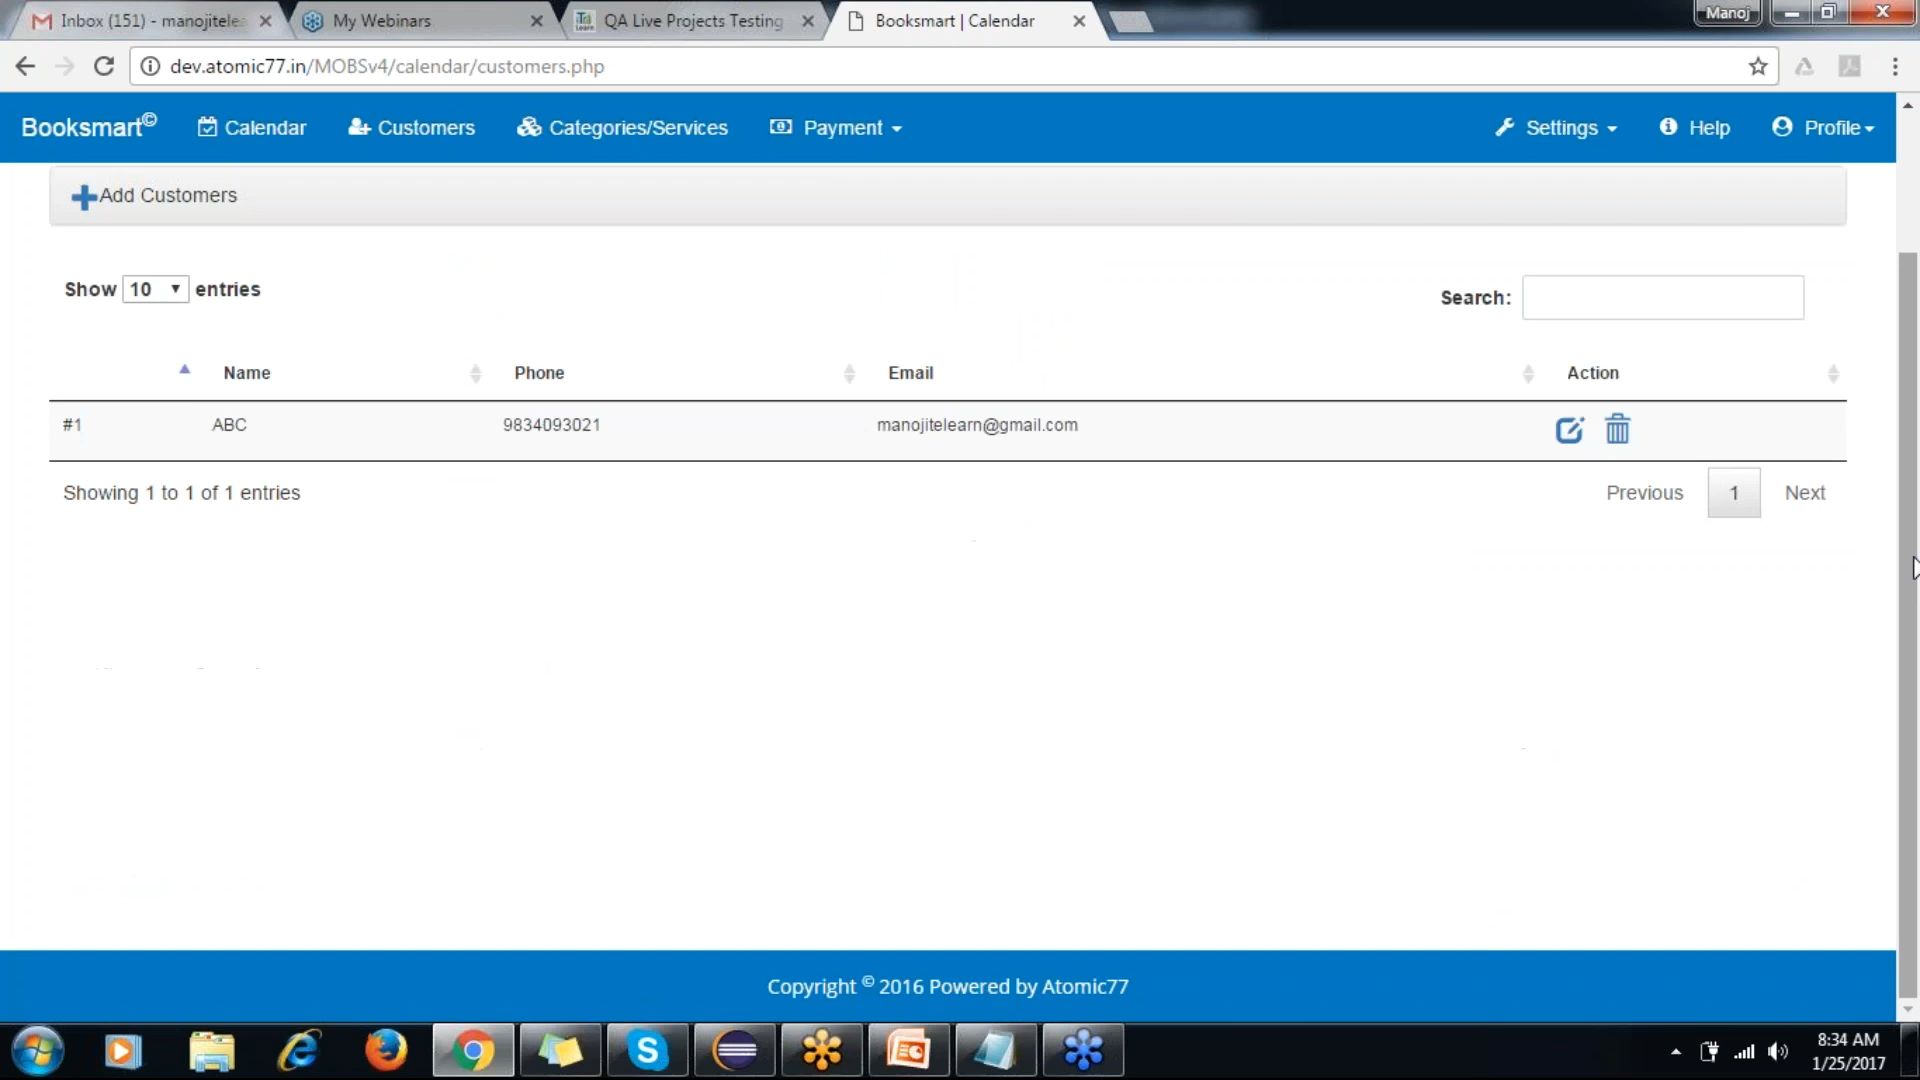 Inbox (151) - manojitelea
My Webinars
QA Live Projects Testing
Booksmart | Calendar
Manoj
dev.atomic77.in/MOBSv4/calendar/customers.php
Booksmart©
Calendar
Customers
Categories/Services
Payment
Settings
Help
Profile
Add Customers
Show 10 entries
Search:
Name Phone Email Action
#1 ABC 9834093021 manojitelearn@gmail.com
Showing 1 to 1 of 1 entries
Previous 1 Next
Copyright © 2016 Powered by Atomic77
8:34 AM
1/25/2017